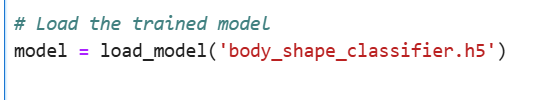 # Load the trained model
model = load_model('body_shape_classifier.h5')